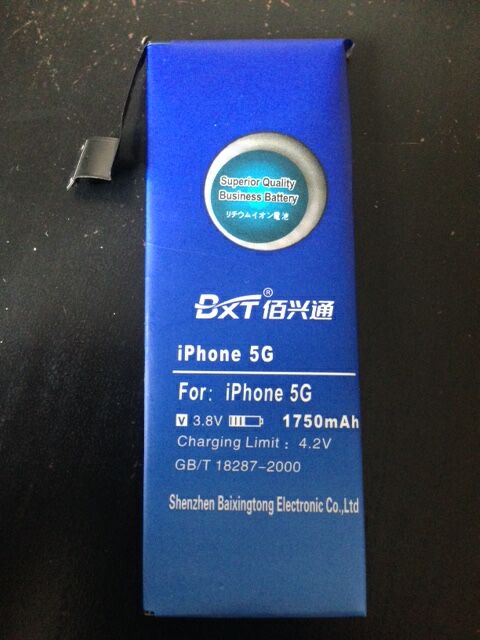 Superior Quality
Business Battery
リチウムイオン電池
BXT® 佰兴通
iPhone 5G
For: iPhone 5G
V 3.8V 1750mAh
Charging Limit : 4.2V
GB/T 18287-2000
Shenzhen Baixingtong Electronic Co.,Ltd